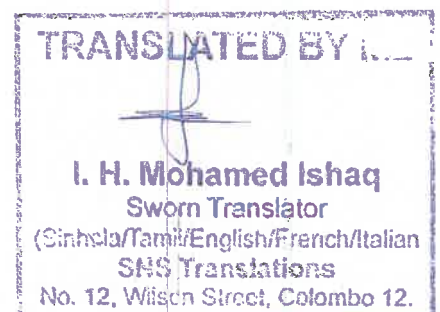 TRANSLATED BY
I. H. Mohamed Ishaq
Sworn Translator
(Sinhala/Tamil/English/French/Italian
SNS Translations
No. 12, Wilson Street, Colombo 12.